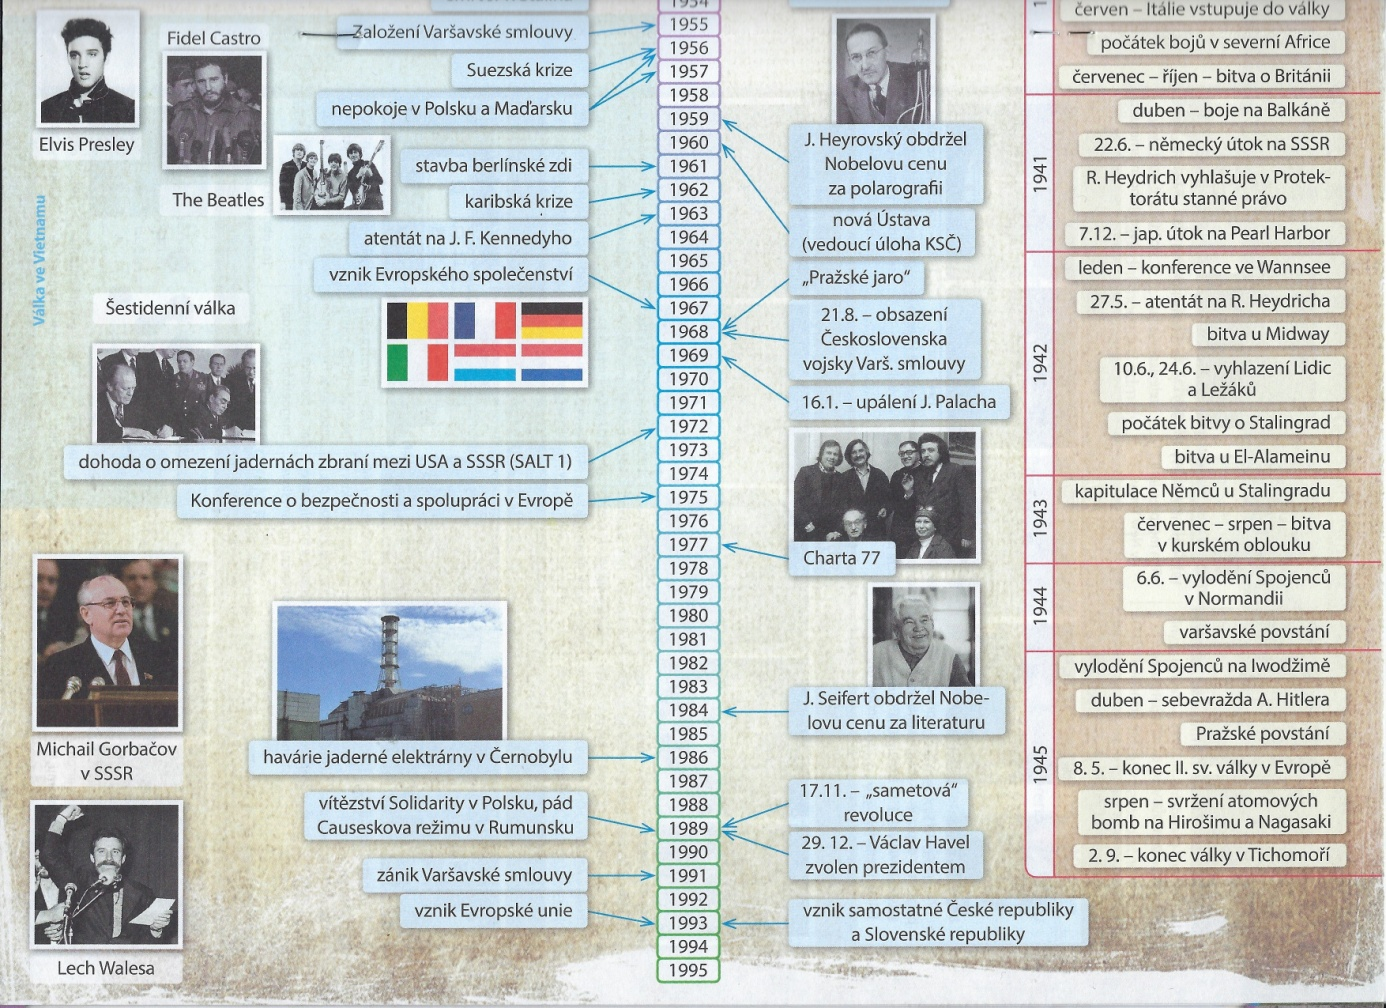 1954
1955
1956
1957
1958
1959
1960
1961
1962
1963
1964
1965
1966
1967
1968
1969
1970
1971
1972
1973
1974
1975
1976
1977
1978
1979
1980
1981
1982
1983
1984
1985
1986
1987
1988
1989
1990
1991
1992
1993
1994
1995
Elvis Presley
Fidel Castro
The Beatles
Válka ve Vietnamu
Šestidenní válka
Založení Varšavské smlouvy
Suezská krize
nepokoje v Polsku a Maďarsku
stavba berlínské zdi
karibská krize
atentát na J. F. Kennedyho
vznik Evropského společenství
dohoda o omezení jadernách zbraní mezi USA a SSSR (SALT 1)
Konference o bezpečnosti a spolupráci v Evropě
Michail Gorbačov
v SSSR
havárie jaderné elektrárny v Černobylu
vítězství Solidarity v Polsku, pád
Causeskova režimu v Rumunsku
zánik Varšavské smlouvy
vznik Evropské unie
Lech Walesa
J. Heyrovský obdržel
Nobelovu cenu
za polarografii
nová Ústava
(vedoucí úloha KSČ)
„Pražské jaro“
21.8. – obsazení
Československa
vojsky Varš. smlouvy
16.1. – upálení J. Palacha
Charta 77
J. Seifert obdržel Nobe-
lovu cenu za literaturu
17.11. – „sametová“
revoluce
29. 12. – Václav Havel
zvolen prezidentem
vznik samostatné České republiky
a Slovenské republiky
červen – Itálie vstupuje do války
počátek bojů v severní Africe
červenec – říjen – bitva o Británii
1941
duben – boje na Balkáně
22.6. – německý útok na SSSR
R. Heydrich vyhlašuje v Protek-
torátu stanné právo
7.12. – jap. útok na Pearl Harbor
1942
leden – konference ve Wannsee
27.5. – atentát na R. Heydricha
bitva u Midway
10.6., 24.6. – vyhlazení Lidic
a Ležáků
počátek bitvy o Stalingrad
bitva u El-Alameinu
1943
kapitulace Němců u Stalingradu
červenec – srpen – bitva
v kurském oblouku
1944
6.6. – vylodění Spojenců
v Normandii
varšavské povstání
1945
vylodění Spojenců na Iwodžimě
duben – sebevražda A. Hitlera
Pražské povstání
8. 5. – konec II. sv. války v Evropě
srpen – svržení atomových
bomb na Hirošimu a Nagasaki
2. 9. – konec války v Tichomoří